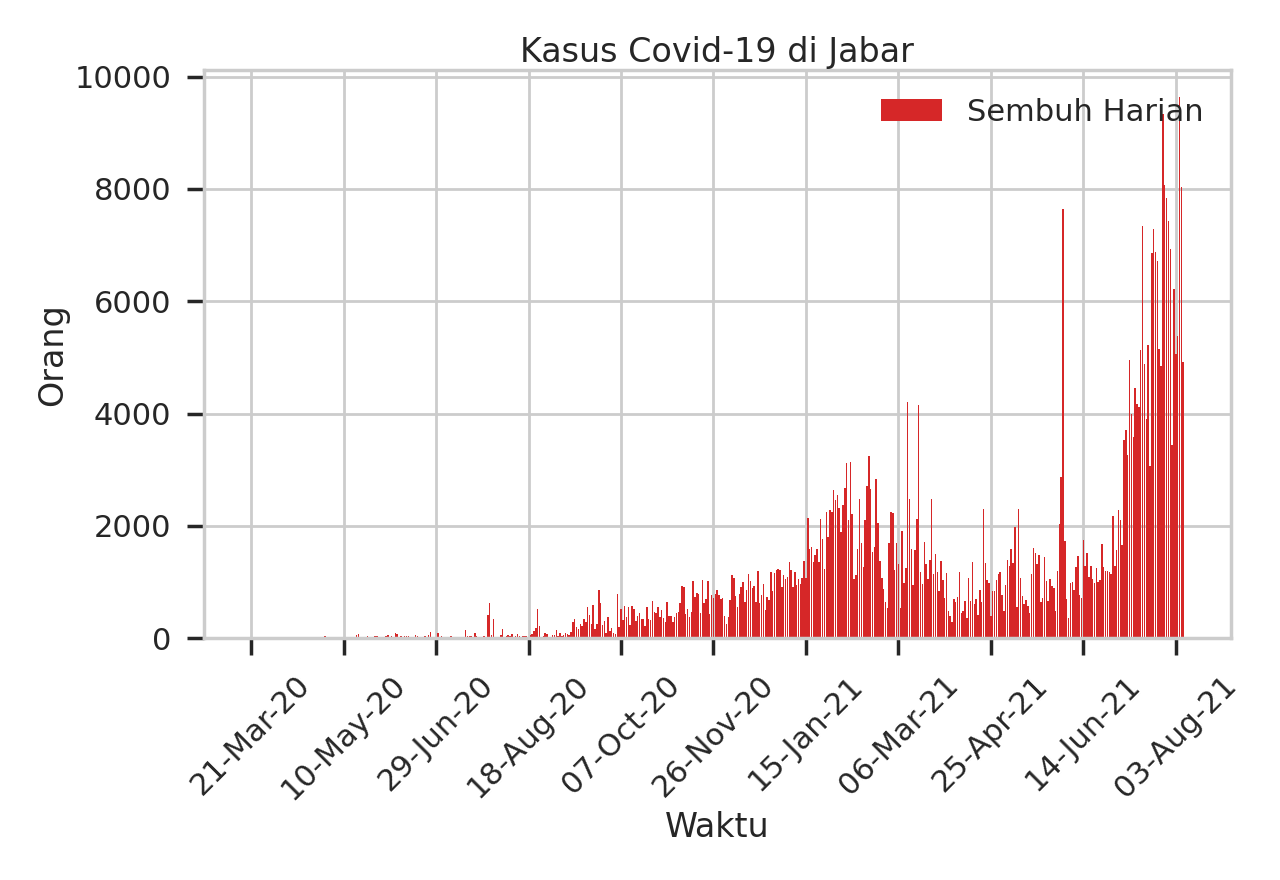 Kasus Covid-19 di Jabar
Sembuh Harian
10000
8000
6000
4000
2000
0
Orang
21-Mar-20
10-May-20
29-Jun-20
18-Aug-20
07-Oct-20
26-Nov-20
15-Jan-21
06-Mar-21
25-Apr-21
14-Jun-21
03-Aug-21
Waktu